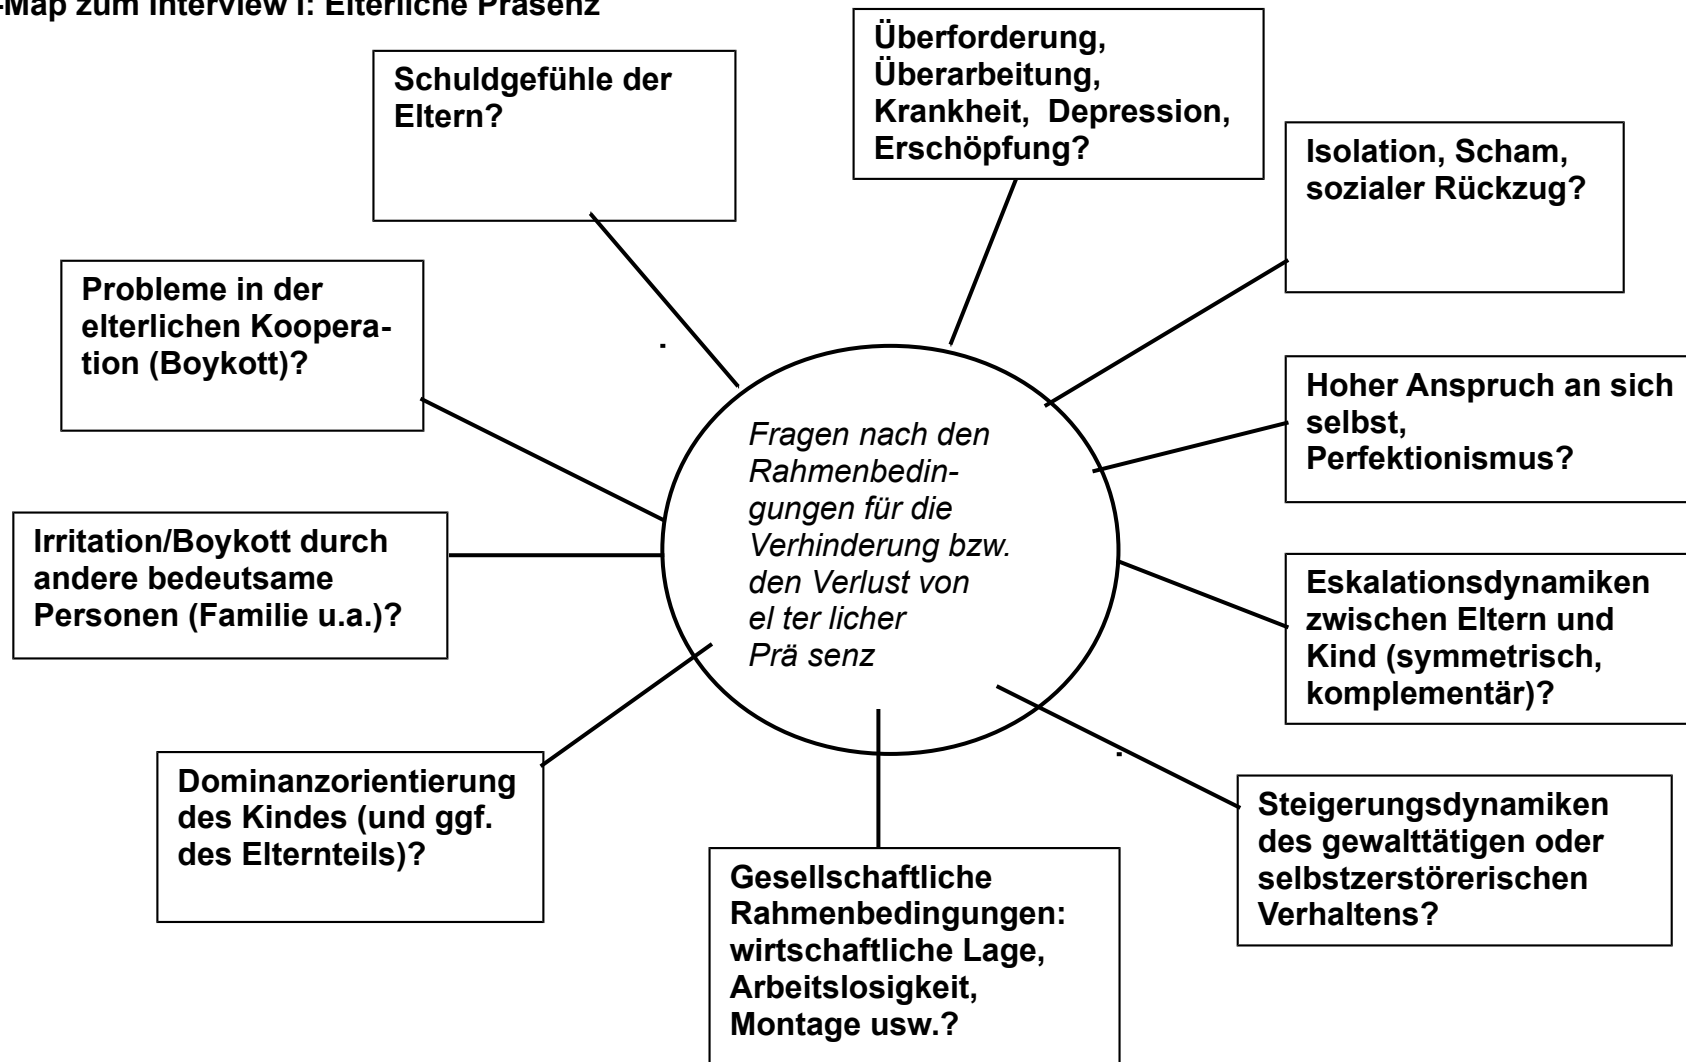 -Map zum Interview I: Elterliche Präsenz
Schuldgefühle der
Eltern?
Überforderung,
Überarbeitung,
Krankheit, Depression,
Erschöpfung?
Isolation, Scham,
sozialer Rückzug?
Probleme in der
elterlichen Koopera-
tion (Boykott)?
Hoher Anspruch an sich
selbst,
Perfektionismus?
Fragen nach den
Rahmenbedin-
gungen für die
Verhinderung bzw.
den Verlust von
el ter licher
Prä senz
Irritation/Boykott durch
andere bedeutsame
Personen (Familie u.a.)?
Eskalationsdynamiken
zwischen Eltern und
Kind (symmetrisch,
komplementär)?
Dominanzorientierung
des Kindes (und ggf.
des Elternteils)?
Steigerungsdynamiken
des gewalttätigen oder
selbstzerstörerischen
Verhaltens?
Gesellschaftliche
Rahmenbedingungen:
wirtschaftliche Lage,
Arbeitslosigkeit,
Montage usw.?